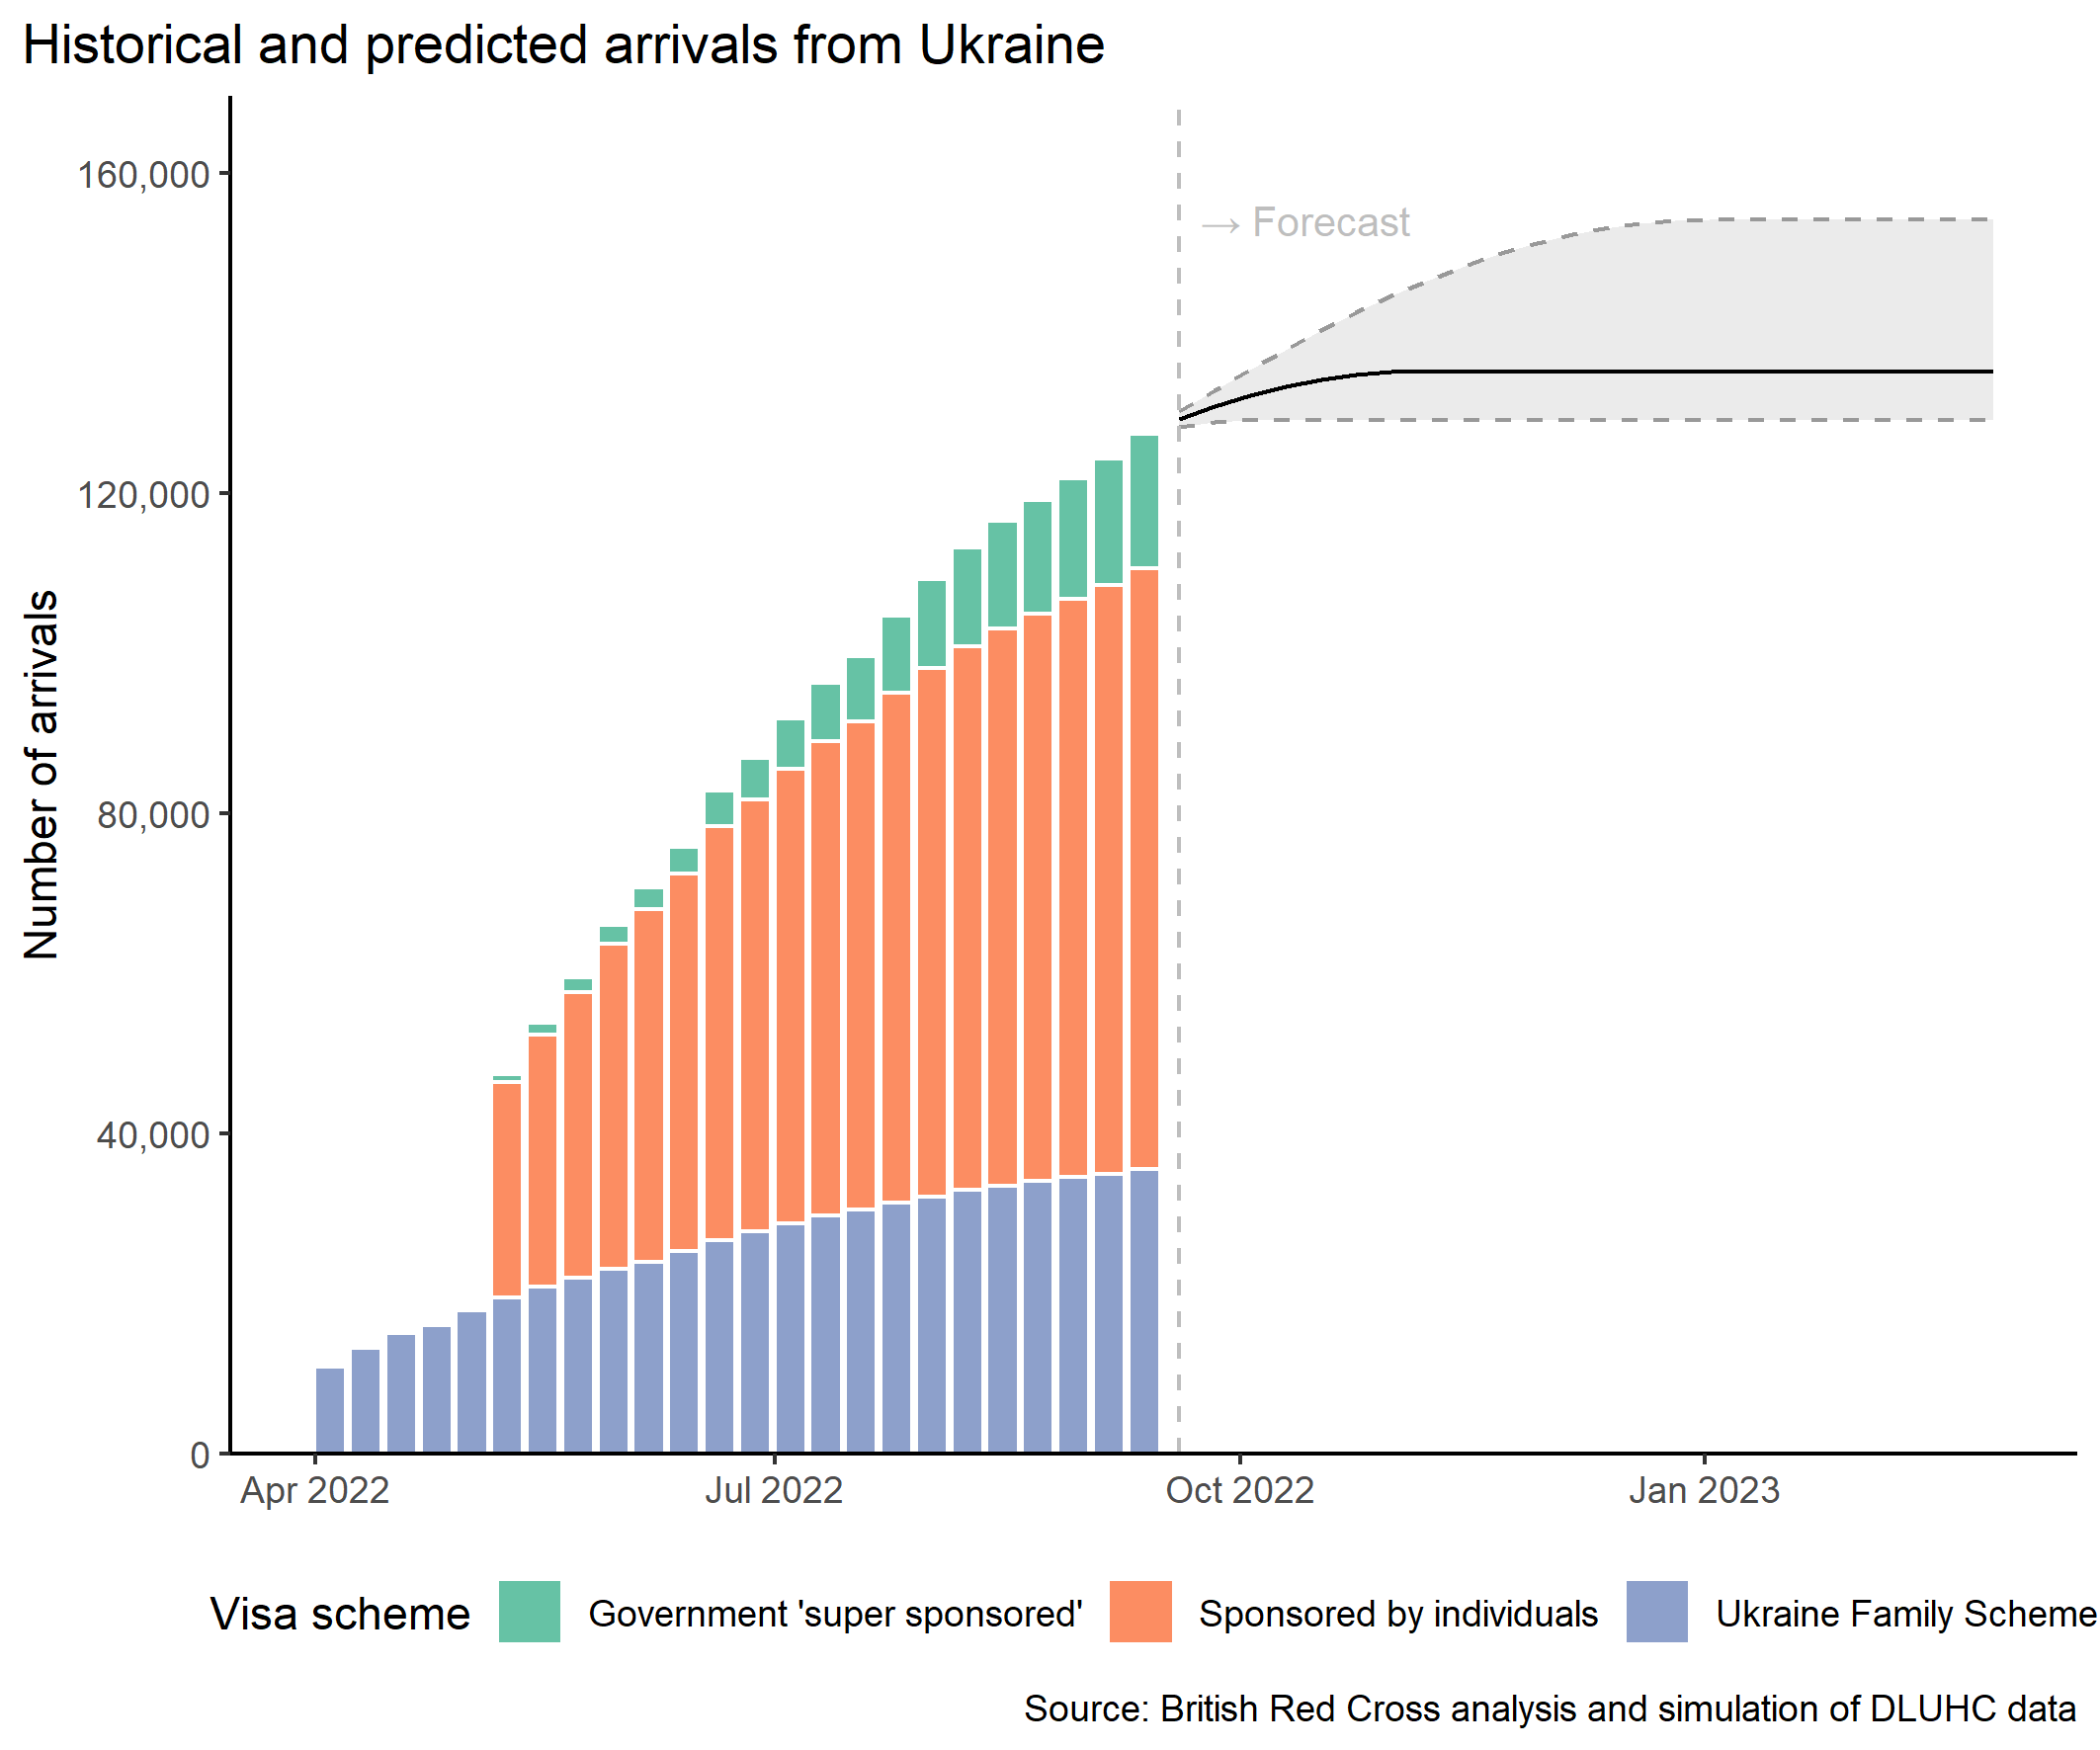 Historical and predicted arrivals from Ukraine
Number of arrivals
160,000
120,000
80,000
40,000
0
→ Forecast
Apr 2022
Jul 2022
Oct 2022
Jan 2023
Visa scheme
Government 'super sponsored'
Sponsored by individuals
Ukraine Family Scheme
Source: British Red Cross analysis and simulation of DLUHC data